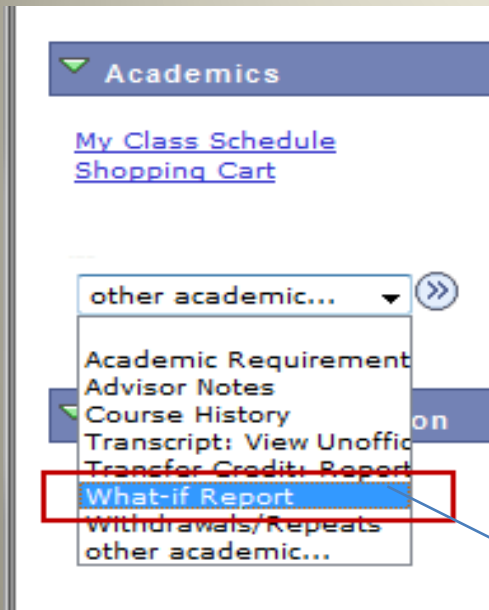 Academics
My Class Schedule
Shopping Cart
other academic...
Academic Requirement
Advisor Notes
Course History
on
Transcript: View Unoffic
Transfer Credit: Report
What-if Report
Withdrawals/Repeats
other academic...